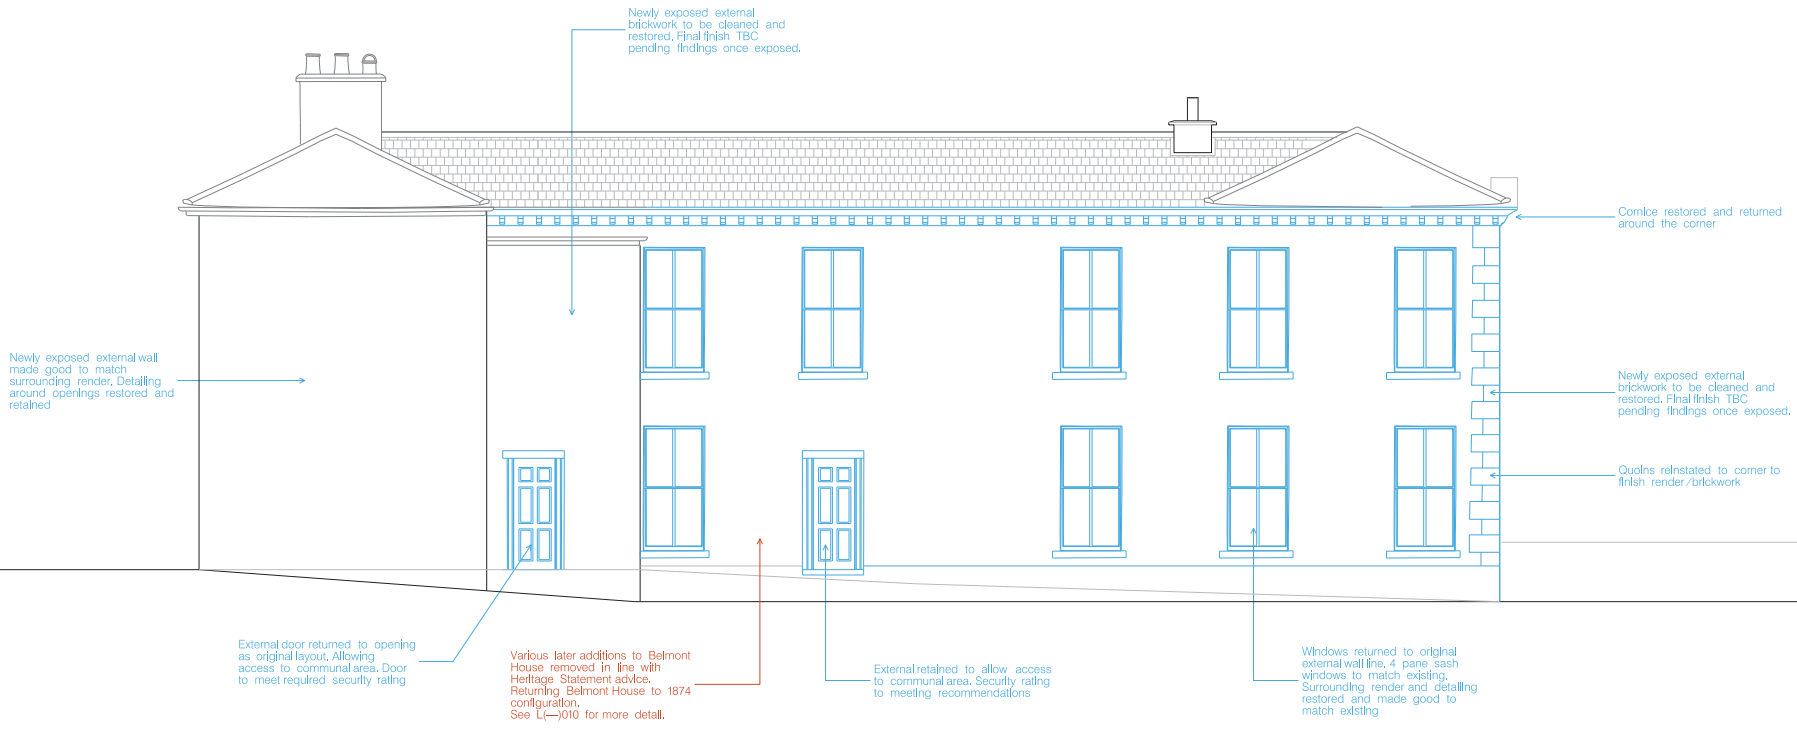 Newly exposed external
brickwork to be cleaned and
restored. Final finish TBC
pending findings once exposed.
Cornice restored and returned
around the corner
Newly exposed external wall
made good to match
surrounding render. Detailing
around openings restored and
retained
Newly exposed external
brickwork to be cleaned and
restored. Final finish TBC
pending findings once exposed.
Quoins reinstated to corner to
finish render/brickwork
External door returned to opening
as original layout. Allowing
access to communal area. Door
to meet required security rating
Various later additions to Belmont
House removed in line with
Heritage Statement advice.
Returning Belmont House to 1874
configuration.
See L(—)010 for more detail.
External retained to allow access
to communal area. Security rating
to meeting recommendations
Windows returned to original
external wall line. 4 pane sash
windows to match existing.
Surrounding render and detailing
restored and made good to
match existing